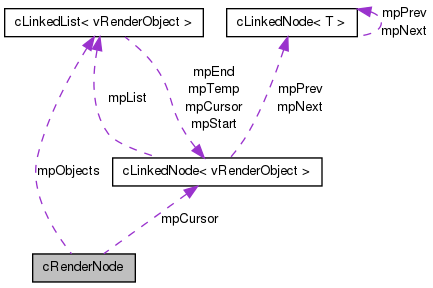 cLinkedList< vRenderObject >
cLinkedNode< T >
mpPrev
mpNext
mpEnd
mpTemp
mpCursor
mpStart
mpList
mpPrev
mpNext
mpObjects
cLinkedNode< vRenderObject >
mpCursor
cRenderNode